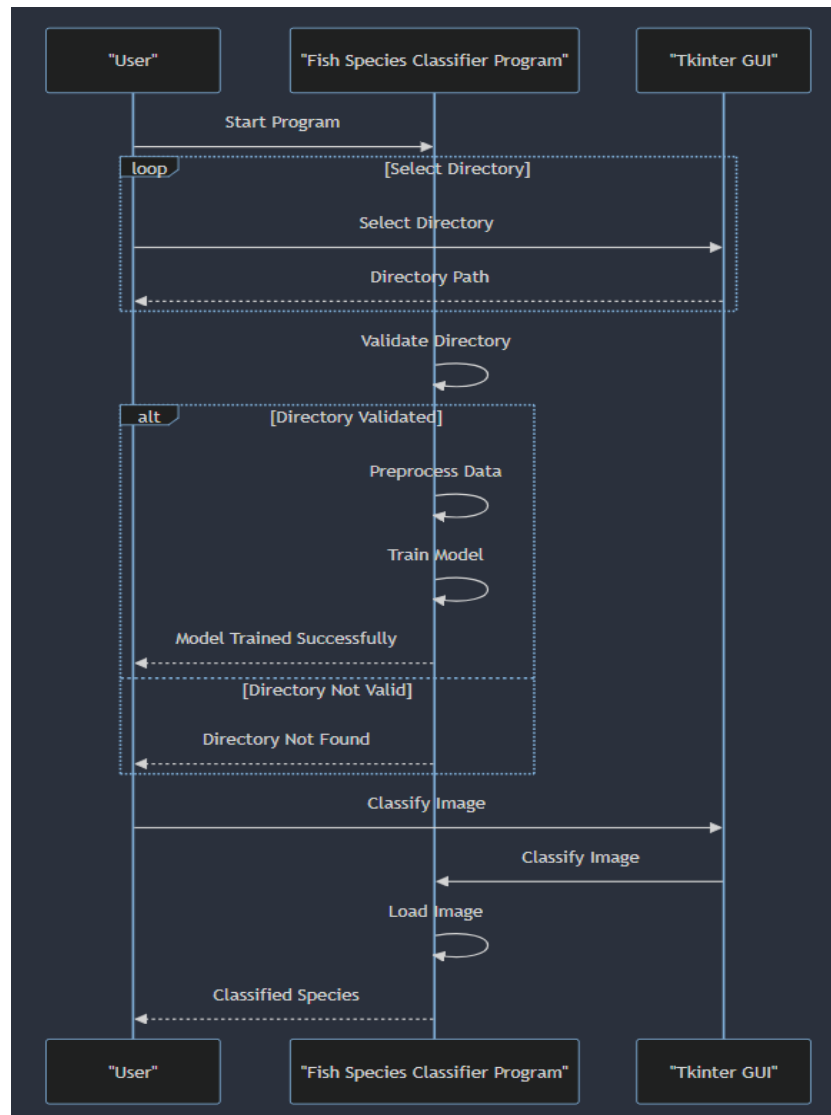 "User"
"Fish Species Classifier Program"
"Tkinter GUI"
Start Program
loop
[Select Directory]
Select Directory
Directory Path
Validate Directory
alt
[Directory Validated]
Preprocess Data
Train Model
Model Trained Successfully
[Directory Not Valid]
Directory Not Found
Classify Image
Classify Image
Load Image
Classified Species
"User"
"Fish Species Classifier Program"
"Tkinter GUI"